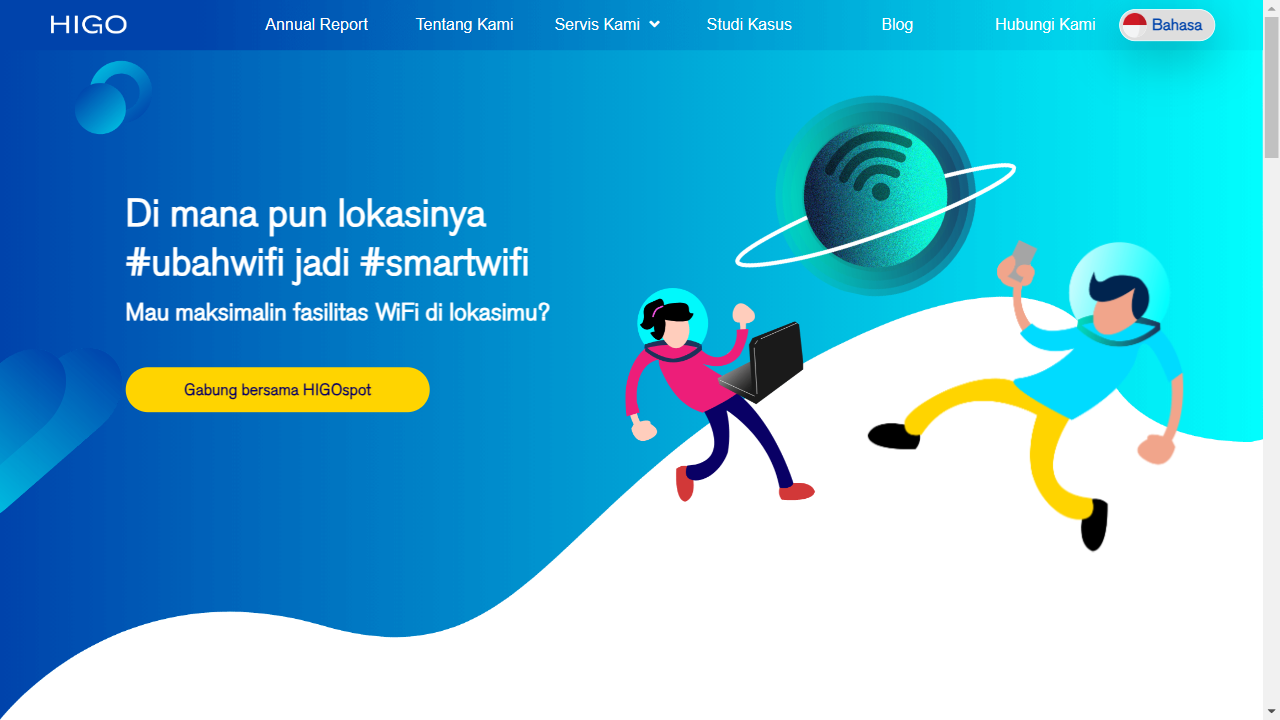 HIGO
Annual Report
Tentang Kami
Servis Kami
Studi Kasus
Blog
Hubungi Kami
Bahasa
Di mana pun lokasinya
#ubahwifi jadi #smartwifi
Mau maksimalin fasilitas WiFi di lokasimu?
Gabung bersama HIGOspot